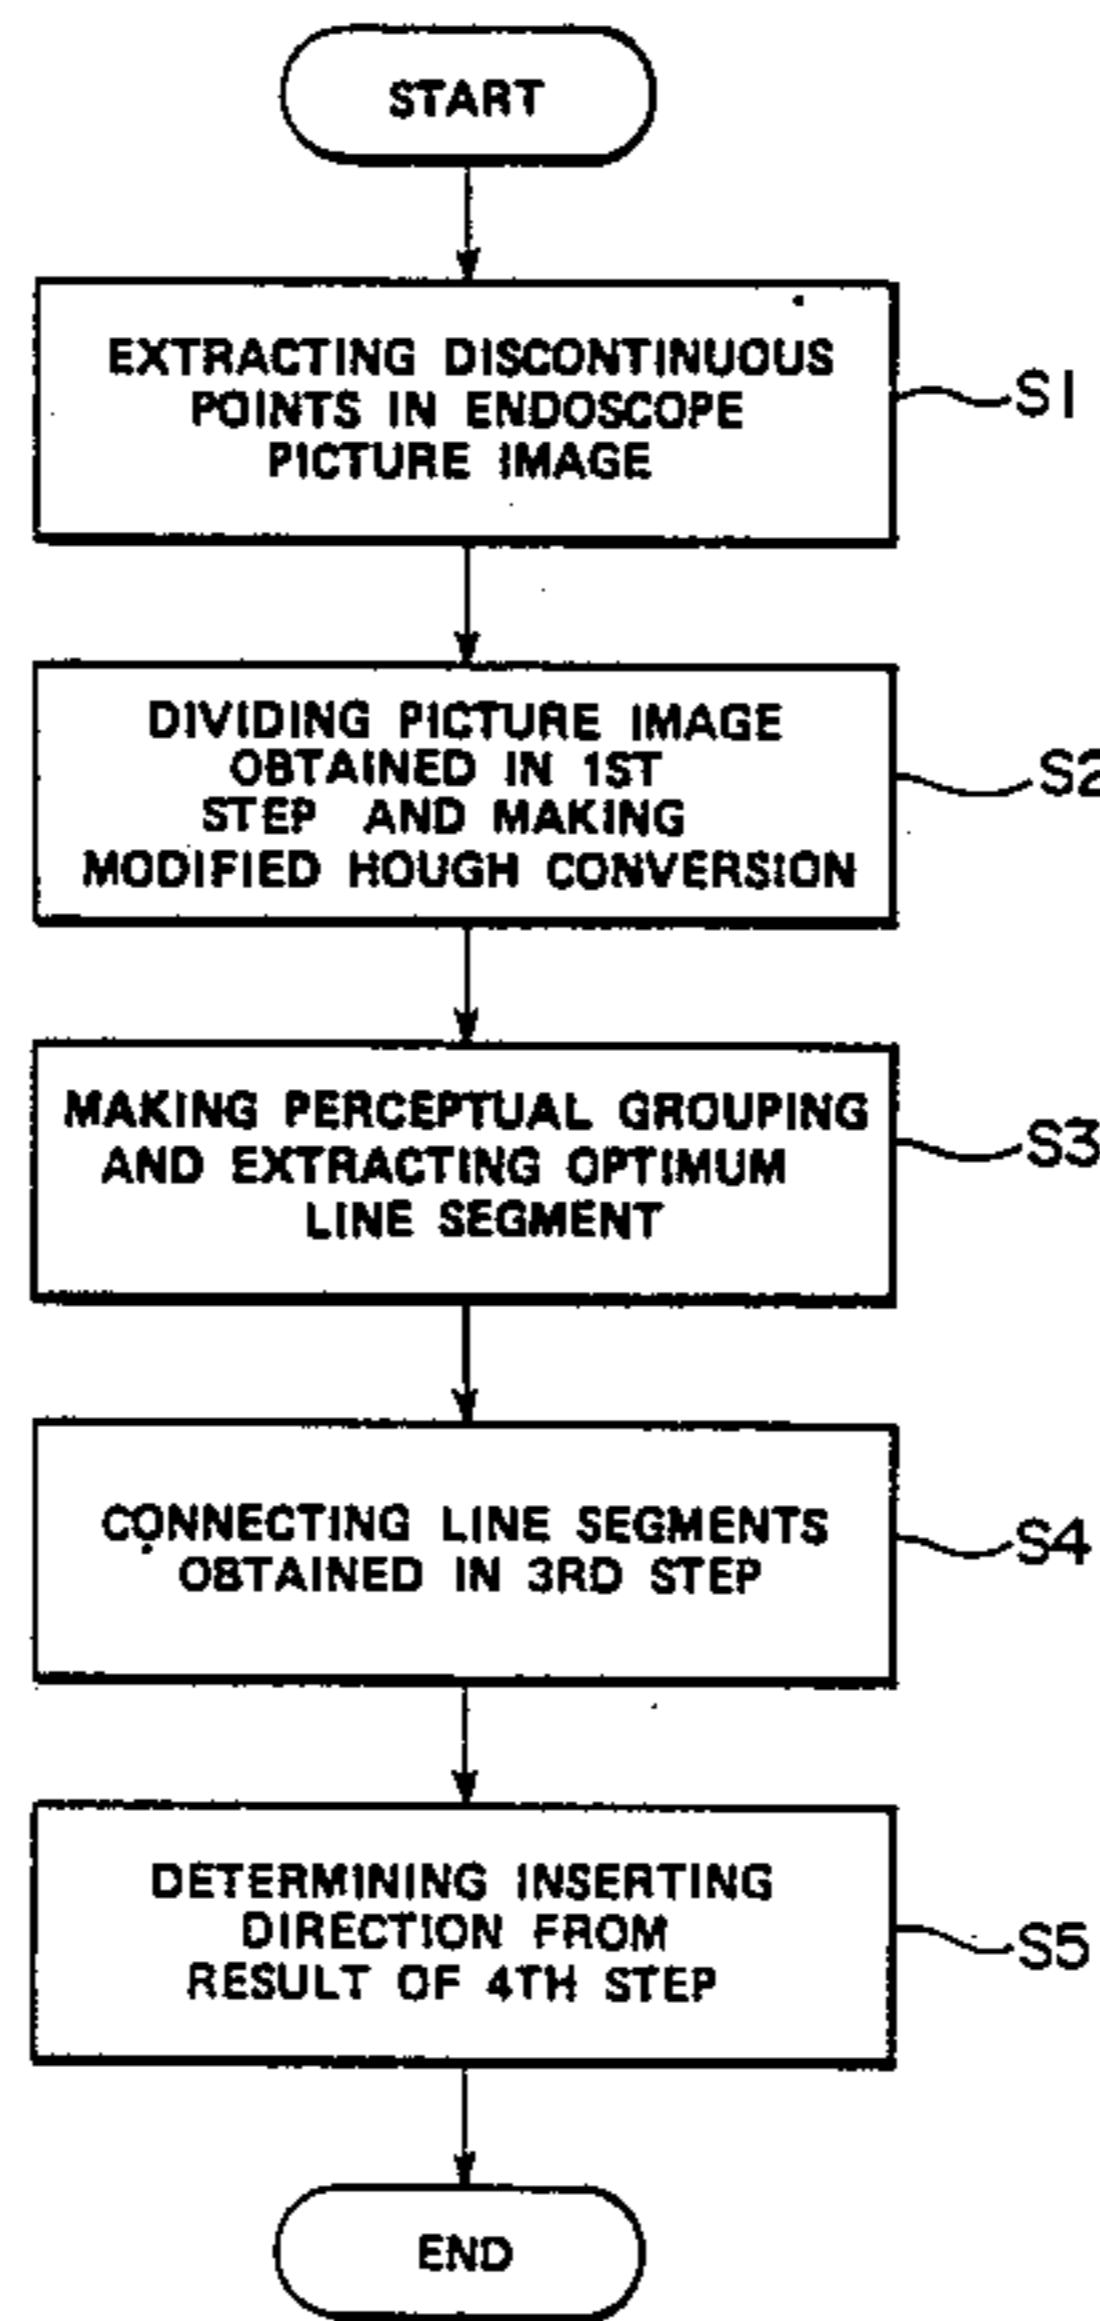 START
EXTRACTING DISCONTINUOUS
POINTS IN ENDOSCOPE
PICTURE IMAGE
S1
DIVIDING PICTURE IMAGE
OBTAINED IN 1ST
STEP AND MAKING
MODIFIED HOUGH CONVERSION
S2
MAKING PERCEPTUAL GROUPING
AND EXTRACTING OPTIMUM
LINE SEGMENT
S3
CONNECTING LINE SEGMENTS
OBTAINED IN 3RD STEP
S4
DETERMINING INSERTING
DIRECTION FROM
RESULT OF 4TH STEP
S5
END